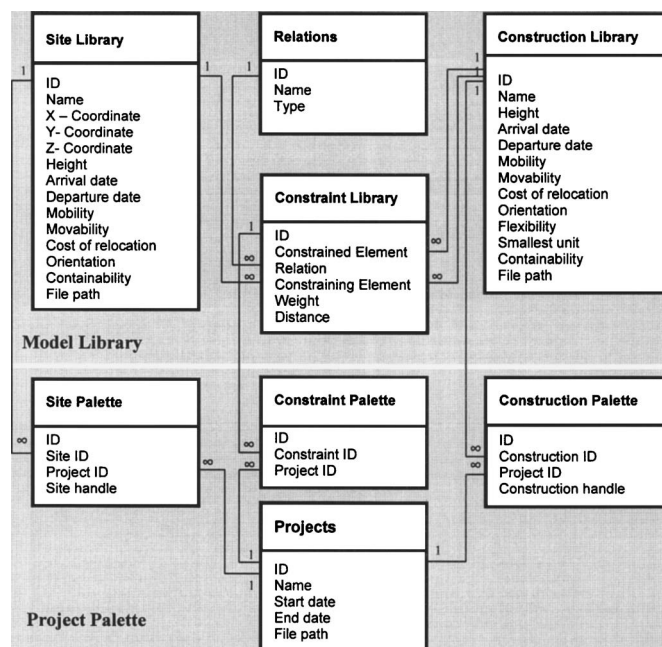 Site Library
ID
Name
X – Coordinate
Y- Coordinate
Z- Coordinate
Height
Arrival date
Departure date
Mobility
Movability
Cost of relocation
Orientation
Containability
File path
Relations
ID
Name
Type
Construction Library
ID
Name
Height
Arrival date
Departure date
Mobility
Movability
Cost of relocation
Orientation
Flexibility
Smallest unit
Containability
File path
Constraint Library
ID
Constrained Element
Relation
Constraining Element
Weight
Distance
1
1
1
1
1
1
1
∞
∞
∞
∞
Model Library
Site Palette
ID
Site ID
Project ID
Site handle
Constraint Palette
ID
Constraint ID
Project ID
Construction Palette
ID
Construction ID
Project ID
Construction handle
∞
∞
∞
∞
∞
∞
Projects
ID
Name
Start date
End date
File path
1
1
1
Project Palette